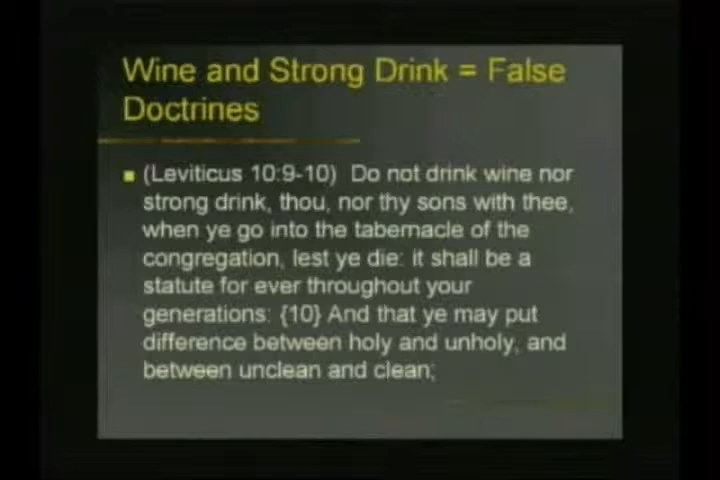 Wine and Strong Drink = False
Doctrines
(Leviticus 10:9-10)  Do not drink wine nor
strong drink, thou, nor thy sons with thee,
when ye go into the tabernacle of the
congregation, lest ye die: it shall be a
statute for ever throughout your
generations: {10} And that ye may put
difference between holy and unholy, and
between unclean and clean;